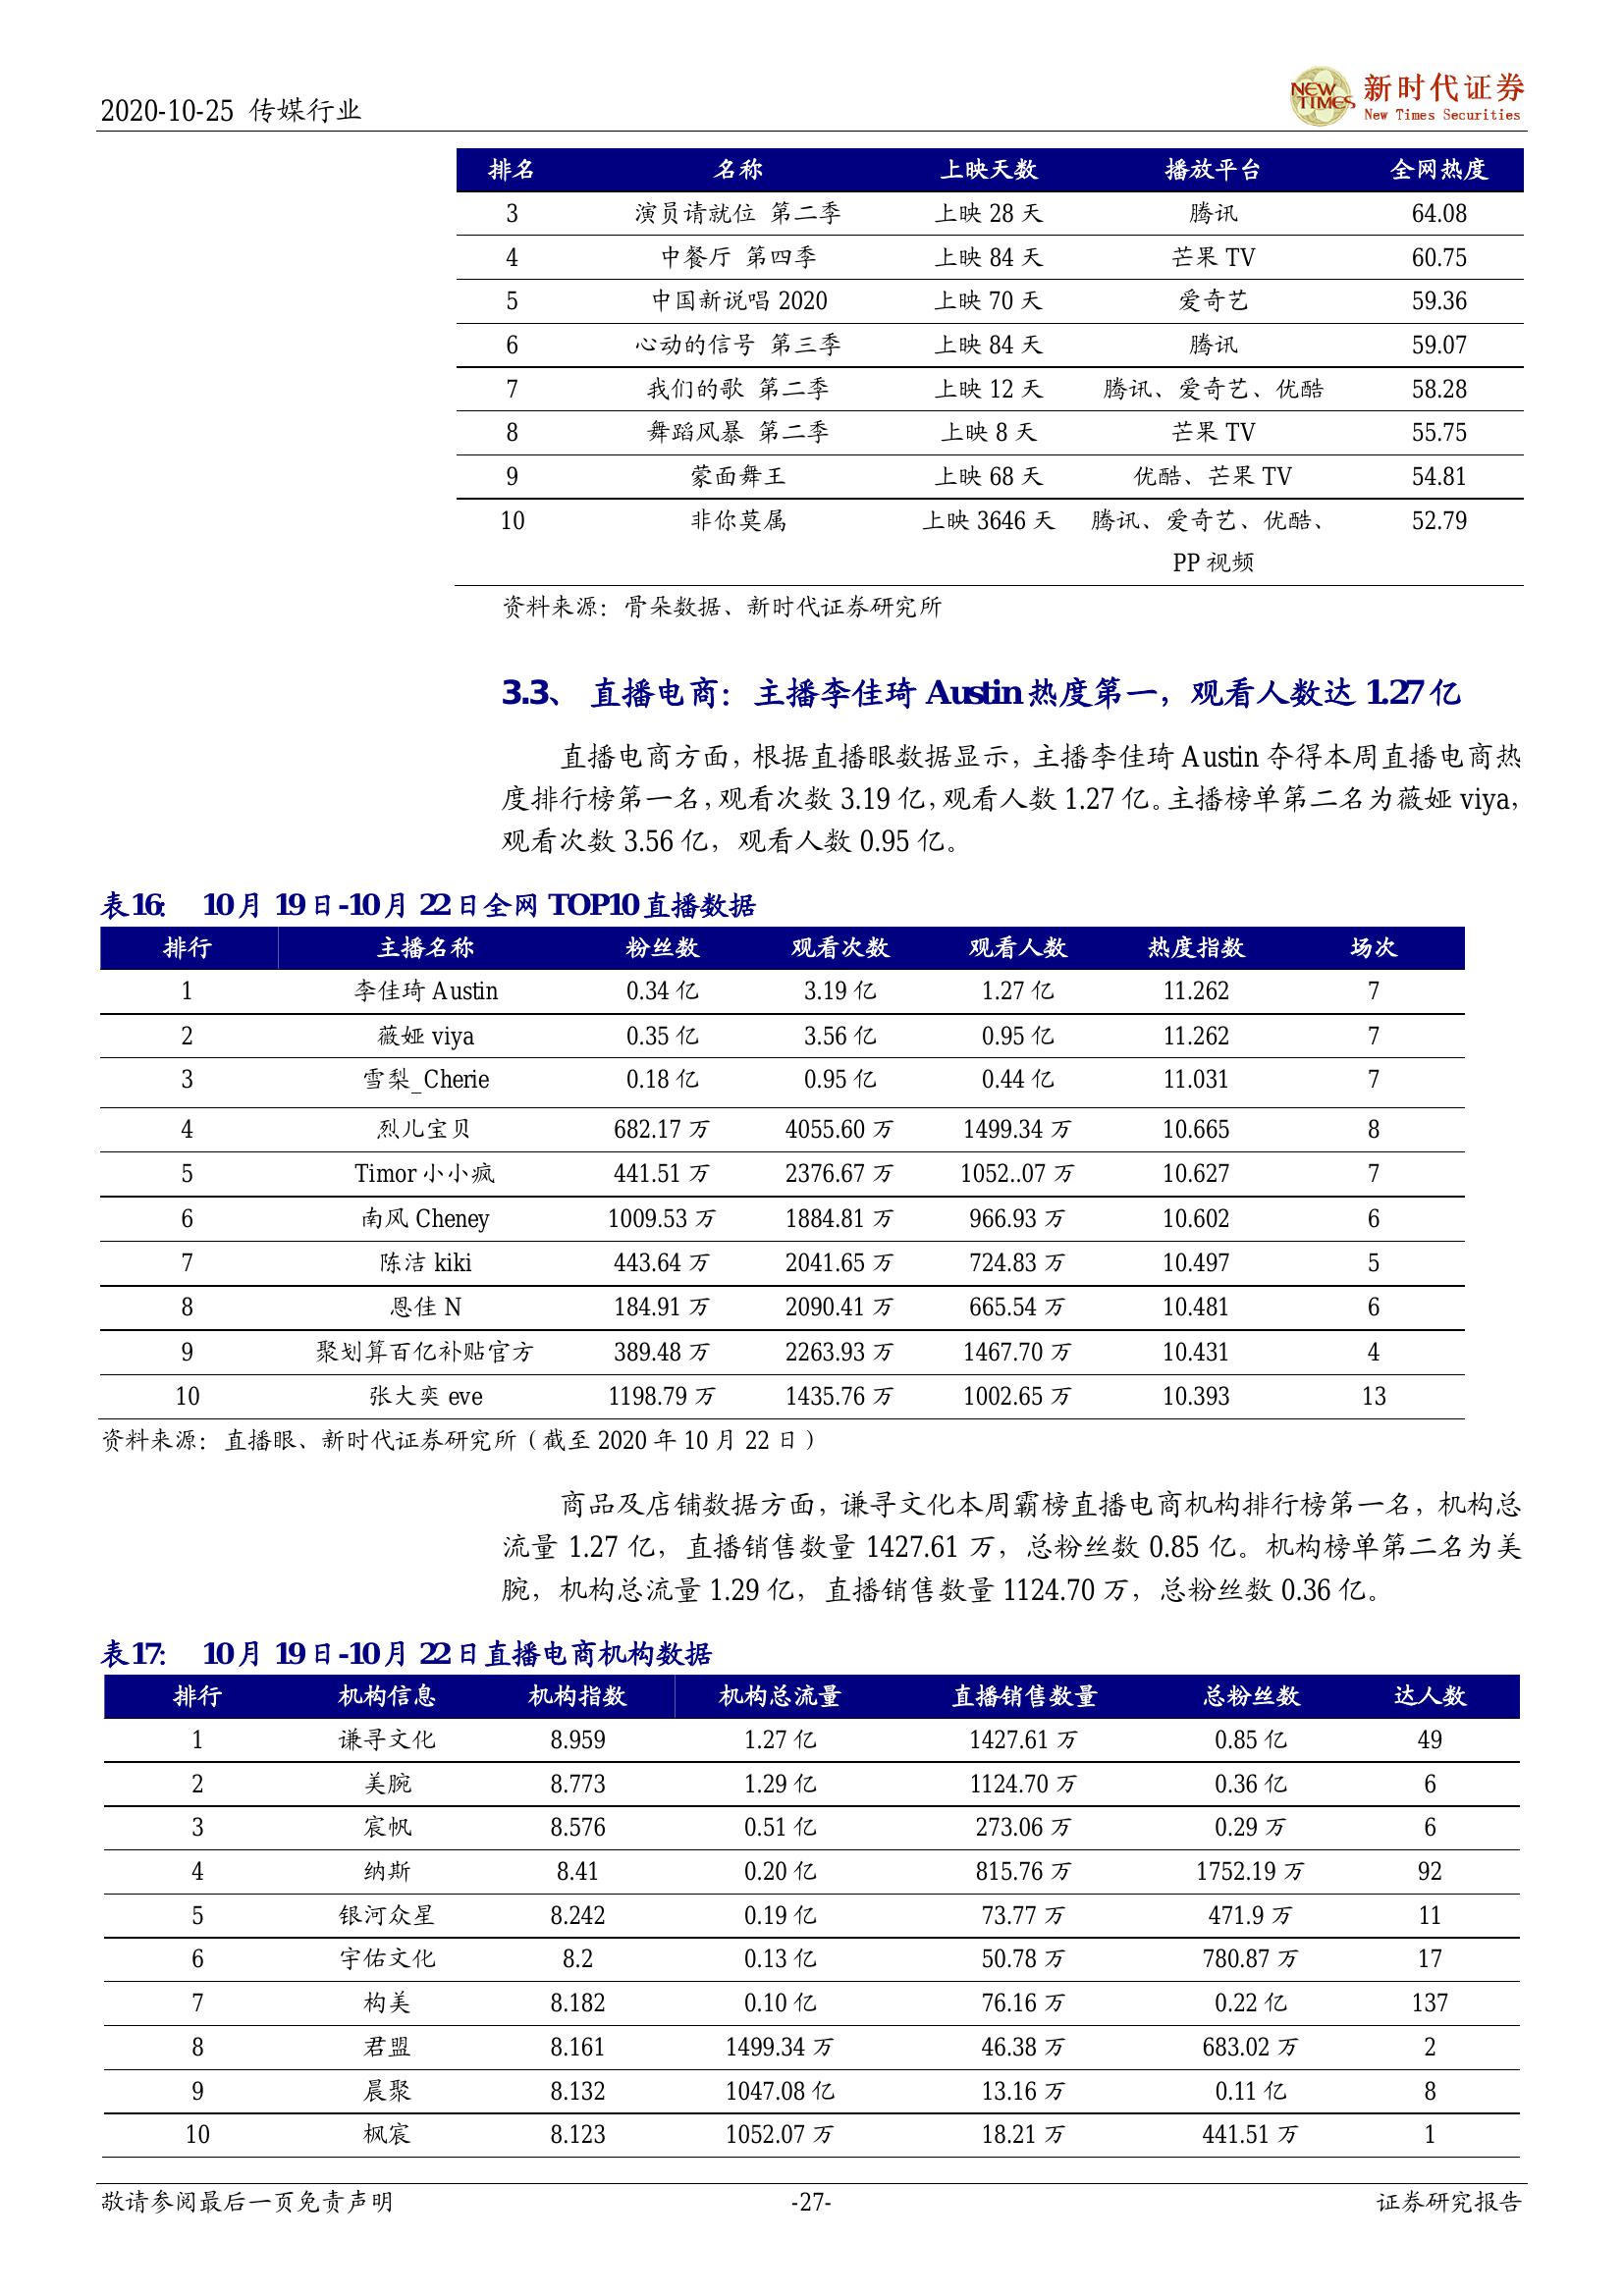 2020-10-25 传媒行业
NEW TIMES 新时代证券
New Times Securities
排名 名称 上映天数 播放平台 全网热度
3 演员请就位 第二季 上映 28 天 腾讯 64.08
4 中餐厅 第四季 上映 84 天 芒果 TV 60.75
5 中国新说唱 2020 上映 70 天 爱奇艺 59.36
6 心动的信号 第三季 上映 84 天 腾讯 59.07
7 我们的歌 第二季 上映 12 天 腾讯、爱奇艺、优酷 58.28
8 舞蹈风暴 第二季 上映 8 天 芒果 TV 55.75
9 蒙面舞王 上映 68 天 优酷、芒果 TV 54.81
10 非你莫属 上映 3646 天 腾讯、爱奇艺、优酷、 52.79
PP 视频
资料来源：骨朵数据、新时代证券研究所
3.3、 直播电商：主播李佳琦 Austin 热度第一，观看人数达 1.27 亿
直播电商方面，根据直播眼数据显示，主播李佳琦 Austin 夺得本周直播电商热
度排行榜第一名，观看次数 3.19 亿，观看人数 1.27 亿。主播榜单第二名为薇娅 viya，
观看次数 3.56 亿，观看人数 0.95 亿。
表16： 10 月 19 日-10 月 22 日全网 TOP10 直播数据
排行 主播名称 粉丝数 观看次数 观看人数 热度指数 场次
1 李佳琦 Austin 0.34 亿 3.19 亿 1.27 亿 11.262 7
2 薇娅 viya 0.35 亿 3.56 亿 0.95 亿 11.262 7
3 雪梨_Cherie 0.18 亿 0.95 亿 0.44 亿 11.031 7
4 烈儿宝贝 682.17 万 4055.60 万 1499.34 万 10.665 8
5 Timor 小小疯 441.51 万 2376.67 万 1052..07 万 10.627 7
6 南风 Cheney 1009.53 万 1884.81 万 966.93 万 10.602 6
7 陈洁 kiki 443.64 万 2041.65 万 724.83 万 10.497 5
8 恩佳 N 184.91 万 2090.41 万 665.54 万 10.481 6
9 聚划算百亿补贴官方 389.48 万 2263.93 万 1467.70 万 10.431 4
10 张大奕 eve 1198.79 万 1435.76 万 1002.65 万 10.393 13
资料来源：直播眼、新时代证券研究所（截至 2020 年 10 月 22 日）
商品及店铺数据方面，谦寻文化本周霸榜直播电商机构排行榜第一名，机构总
流量 1.27 亿，直播销售数量 1427.61 万，总粉丝数 0.85 亿。机构榜单第二名为美
腕，机构总流量 1.29 亿，直播销售数量 1124.70 万，总粉丝数 0.36 亿。
表17： 10 月 19 日-10 月 22 日直播电商机构数据
排行 机构信息 机构指数 机构总流量 直播销售数量 总粉丝数 达人数
1 谦寻文化 8.959 1.27 亿 1427.61 万 0.85 亿 49
2 美腕 8.773 1.29 亿 1124.70 万 0.36 亿 6
3 宸帆 8.576 0.51 亿 273.06 万 0.29 万 6
4 纳斯 8.41 0.20 亿 815.76 万 1752.19 万 92
5 银河众星 8.242 0.19 亿 73.77 万 471.9 万 11
6 宇佑文化 8.2 0.13 亿 50.78 万 780.87 万 17
7 构美 8.182 0.10 亿 76.16 万 0.22 亿 137
8 君盟 8.161 1499.34 万 46.38 万 683.02 万 2
9 晨聚 8.132 1047.08 亿 13.16 万 0.11 亿 8
10 枫宸 8.123 1052.07 万 18.21 万 441.51 万 1
敬请参阅最后一页免责声明 -27- 证券研究报告